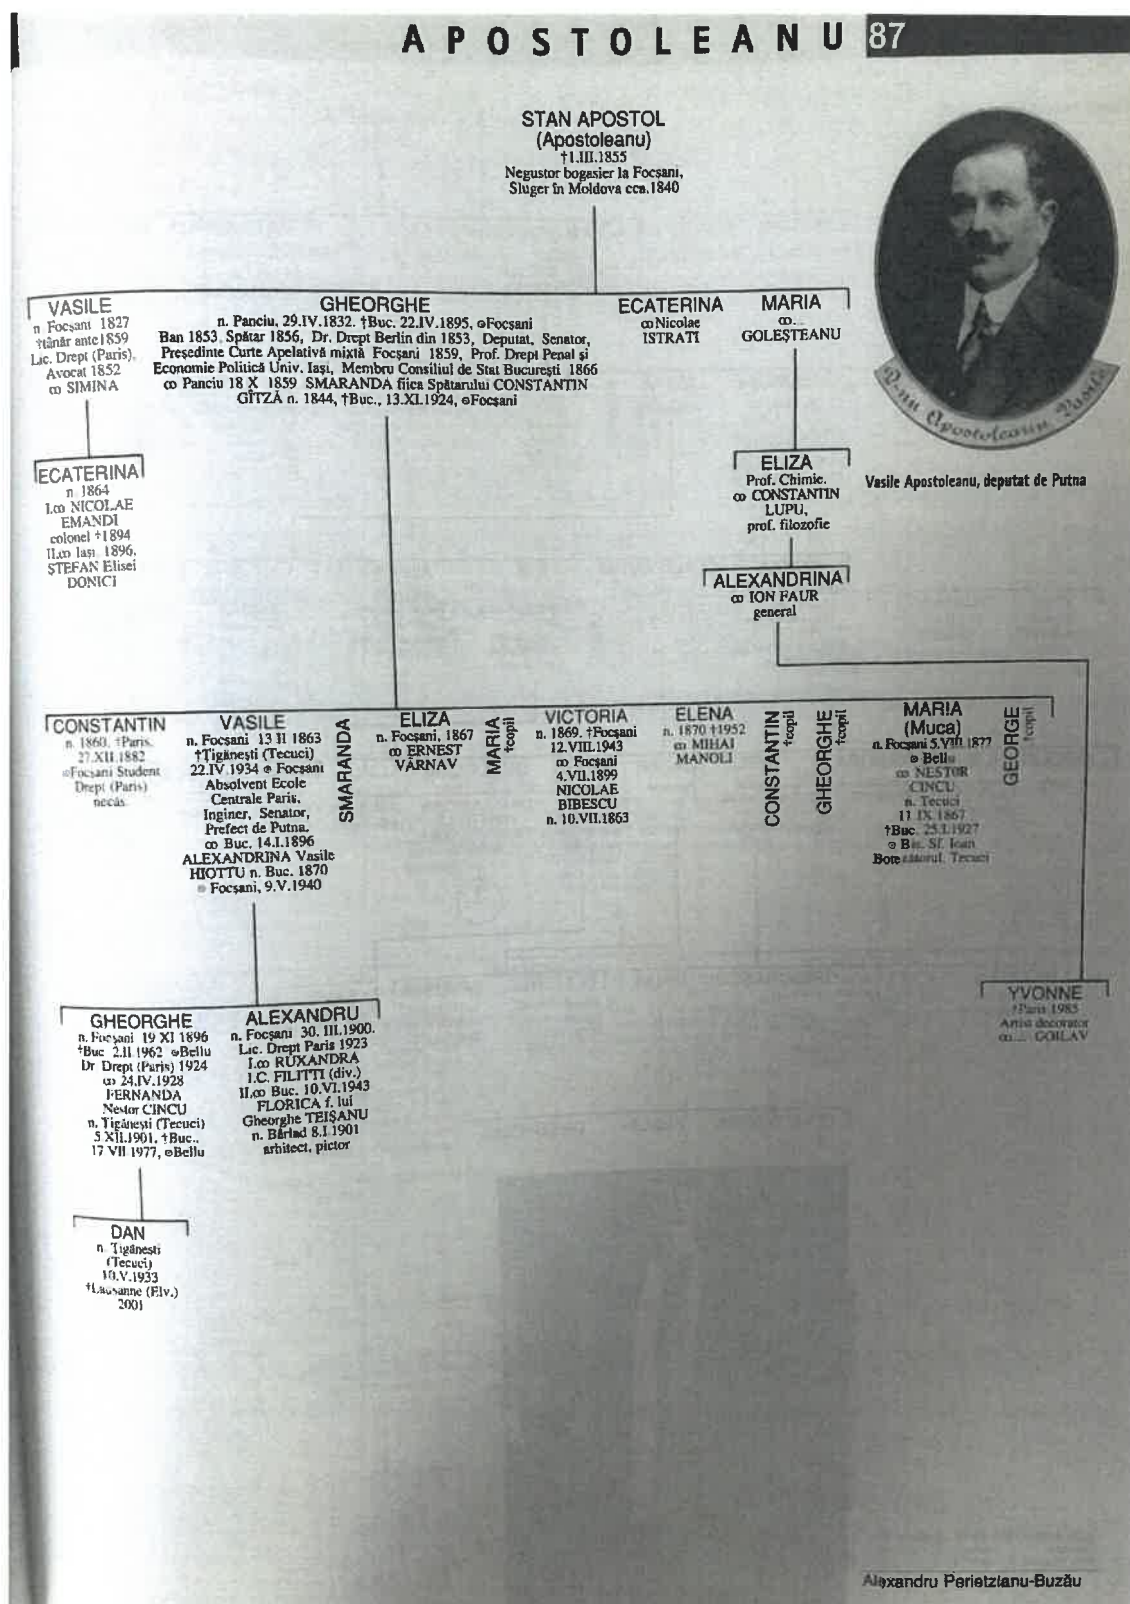 APOSTOLEANU 87
STAN APOSTOL
(Apostoleanu)
†1.III.1855
Negustor bogasier la Focşani,
Sluger în Moldova cca.1840
VASILE
n Focşani 1827
†tânăr ante 1859
Lic. Drept (Paris),
Avocat 1852
ꝏ SIMINA
GHEORGHE
n. Panciu, 29.IV.1832. †Buc. 22.IV.1895, ⊙Focşani
Ban 1853, Spătar 1856, Dr. Drept Berlin din 1853, Deputat, Senator,
Preşedinte Curte Apelativă mixtă Focşani 1859, Prof. Drept Penal şi
Economie Politică Univ. Iaşi, Membru Consiliul de Stat Bucureşti 1866
ꝏ Panciu 18 X 1859 SMARANDA fiica Spătarului CONSTANTIN
GÎTZĂ n. 1844, †Buc., 13.XI.1924, ⊙Focşani
ECATERINA
ꝏ Nicolae
ISTRATI
MARIA
ꝏ...
GOLEŞTEANU
D-nu Apostoleanu Vasile
Vasile Apostoleanu, deputat de Putna
ECATERINA
n 1864
I.ꝏ NICOLAE
EMANDI
colonel †1894
II.ꝏ Iaşi 1896,
ŞTEFAN Elisei
DONICI
ELIZA
Prof. Chimie.
ꝏ CONSTANTIN
LUPU,
prof. filozofie
ALEXANDRINA
ꝏ ION FAUR
general
CONSTANTIN
n. 1860, †Paris,
27.XII.1882
⊙Focşani Student
Drept (Paris)
necăs.
VASILE
n. Focşani 13 II 1863
†Ţigăneşti (Tecuci)
22.IV.1934 ⊙ Focşani
Absolvent Ecole
Centrale Paris.
Inginer, Senator,
Prefect de Putna.
ꝏ Buc. 14.I.1896
ALEXANDRINA Vasile
HIOTTU n. Buc. 1870
⊙ Focşani, 9.V.1940
SMARANDA
ELIZA
n. Focşani, 1867
ꝏ ERNEST
VÂRNAV
MARIA
†copil
VICTORIA
n. 1869. †Focşani
12.VIII.1943
ꝏ Focşani
4.VII.1899
NICOLAE
BIBESCU
n. 10.VII.1863
ELENA
n. 1870 †1952
ꝏ MIHAI
MANOLI
CONSTANTIN
†copil
GHEORGHE
†copil
MARIA
(Muca)
n. Focşani 5.VIII 1877
⊙ Bellu
ꝏ NESTOR
CINCU
n. Tecuci
11 IX 1867
†Buc. 25.I.1927
⊙ Bis. Sf. Ioan
Botezătorul, Tecuci
GEORGE
†copil
GHEORGHE
n. Focşani 19 XI 1896
†Buc 2.II 1962 ⊙Bellu
Dr Drept (Paris) 1924
ꝏ 24.IV.1928
FERNANDA
Nestor CINCU
n. Ţigăneşti (Tecuci)
5 XII.1901, †Buc.,
17 VII 1977, ⊙Bellu
ALEXANDRU
n. Focşani 30. III.1900.
Lic. Drept Paris 1923
I.ꝏ RUXANDRA
I.C. FILITTI (div.)
II.ꝏ Buc. 10.VI.1943
FLORICA f. lui
Gheorghe TEIŞANU
n. Bârlad 8.I.1901
arhitect, pictor
YVONNE
†Paris 1985
Artist decorator
ꝏ.... GOILAV
DAN
n. Ţigăneşti
(Tecuci)
10.V.1933
†Lausanne (Elv.)
2001
Alexandru Perietzianu-Buzău